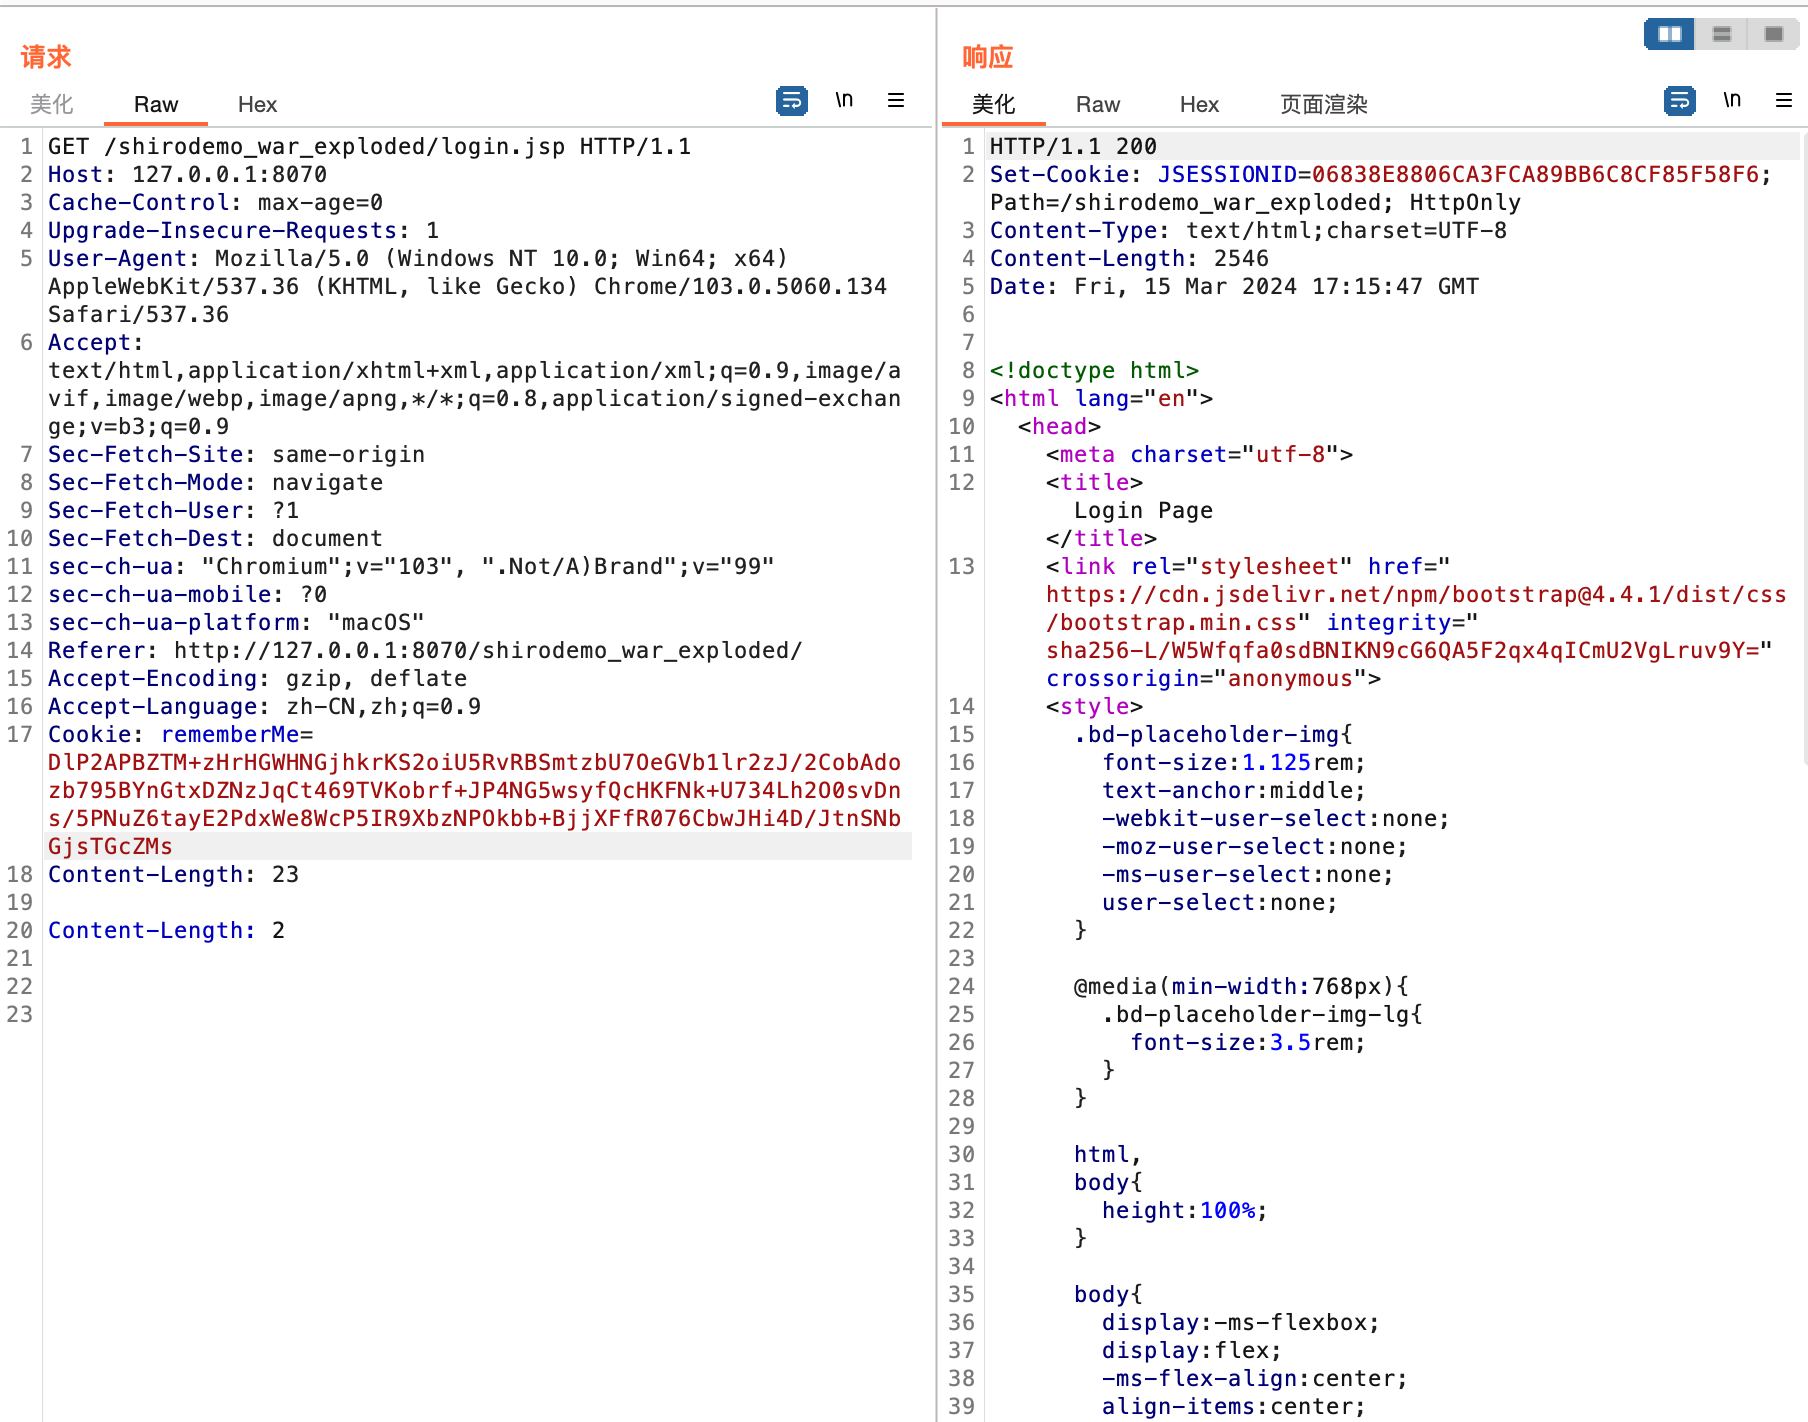 请求
美化 Raw Hex \n
1 GET /shirodemo_war_exploded/login.jsp HTTP/1.1
2 Host: 127.0.0.1:8070
3 Cache-Control: max-age=0
4 Upgrade-Insecure-Requests: 1
5 User-Agent: Mozilla/5.0 (Windows NT 10.0; Win64; x64)
AppleWebKit/537.36 (KHTML, like Gecko) Chrome/103.0.5060.134
Safari/537.36
6 Accept:
text/html,application/xhtml+xml,application/xml;q=0.9,image/a
vif,image/webp,image/apng,*/*;q=0.8,application/signed-exchan
ge;v=b3;q=0.9
7 Sec-Fetch-Site: same-origin
8 Sec-Fetch-Mode: navigate
9 Sec-Fetch-User: ?1
10 Sec-Fetch-Dest: document
11 sec-ch-ua: "Chromium";v="103", ".Not/A)Brand";v="99"
12 sec-ch-ua-mobile: ?0
13 sec-ch-ua-platform: "macOS"
14 Referer: http://127.0.0.1:8070/shirodemo_war_exploded/
15 Accept-Encoding: gzip, deflate
16 Accept-Language: zh-CN,zh;q=0.9
17 Cookie: rememberMe=
DlP2APBZTM+zHrHGWHNGjhkrKS2oiU5RvRBSmtzbU7OeGVb1lr2zJ/2CobAdo
zb795BYnGtxDZNzJqCt469TVKobrf+JP4NG5wsyfQcHKFNk+U734Lh2O0svDn
s/5PNuZ6tayE2PdxWe8WcP5IR9XbzNPOkbb+BjjXFfR076CbwJHi4D/JtnSNb
GjsTGcZMs
18 Content-Length: 23
19
20 Content-Length: 2
21
22
23
响应
美化 Raw Hex 页面渲染 \n
1 HTTP/1.1 200
2 Set-Cookie: JSESSIONID=06838E8806CA3FCA89BB6C8CF85F58F6;
Path=/shirodemo_war_exploded; HttpOnly
3 Content-Type: text/html;charset=UTF-8
4 Content-Length: 2546
5 Date: Fri, 15 Mar 2024 17:15:47 GMT
6
7
8 <!doctype html>
9 <html lang="en">
10 <head>
11 <meta charset="utf-8">
12 <title>
Login Page
</title>
13 <link rel="stylesheet" href="
https://cdn.jsdelivr.net/npm/bootstrap@4.4.1/dist/css
/bootstrap.min.css" integrity="
sha256-L/W5Wfqfa0sdBNIKN9cG6QA5F2qx4qICmU2VgLruv9Y="
crossorigin="anonymous">
14 <style>
15 .bd-placeholder-img{
16 font-size:1.125rem;
17 text-anchor:middle;
18 -webkit-user-select:none;
19 -moz-user-select:none;
20 -ms-user-select:none;
21 user-select:none;
22 }
23
24 @media(min-width:768px){
25 .bd-placeholder-img-lg{
26 font-size:3.5rem;
27 }
28 }
29
30 html,
31 body{
32 height:100%;
33 }
34
35 body{
36 display:-ms-flexbox;
37 display:flex;
38 -ms-flex-align:center;
39 align-items:center;